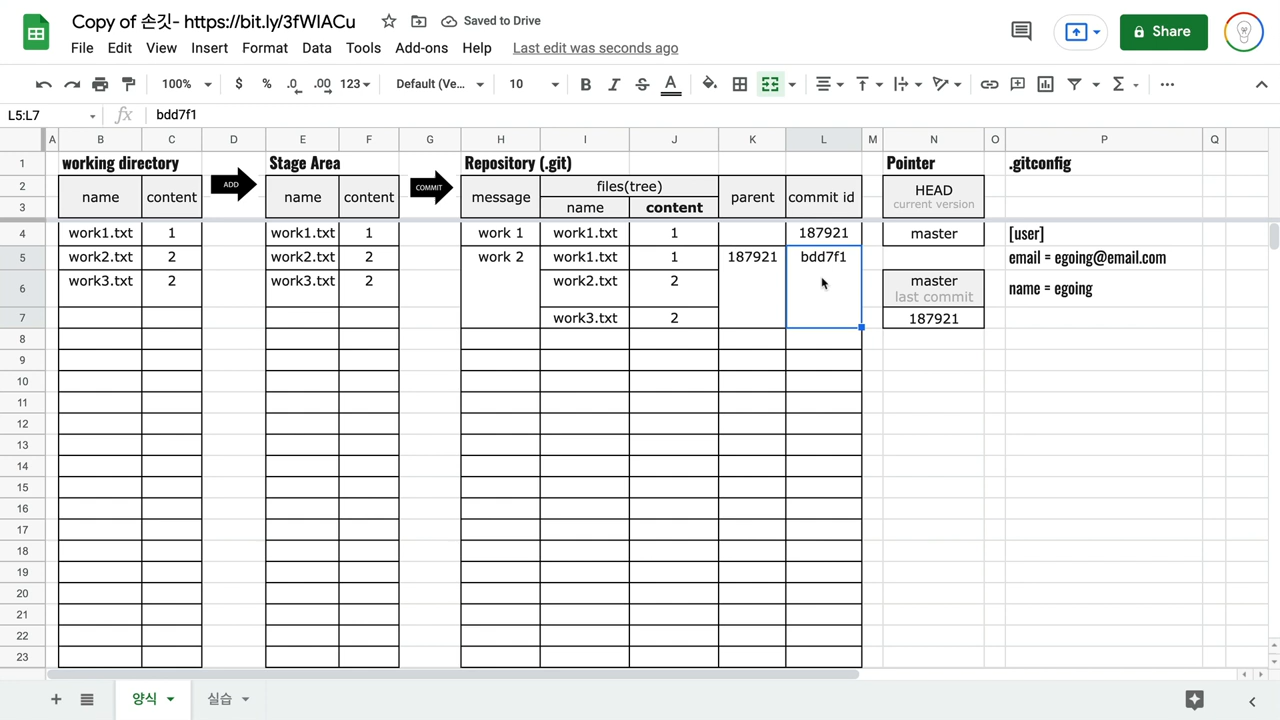 Copy of 손깃- https://bit.ly/3fWlACu
Saved to Drive
File Edit View Insert Format Data Tools Add-ons Help Last edit was seconds ago
Share
100% $ % .0 .00 123 Default (Ve... 10 B I S A
L5:L7 fx bdd7f1
A B C D E F G H I J K L M N O P Q
1 working directory Stage Area Repository (.git) Pointer .gitconfig
ADD
COMMIT
2 name content name content message files(tree) parent commit id HEAD
current version
3 name content
4 work1.txt 1 work1.txt 1 work 1 work1.txt 1 187921 master [user]
5 work2.txt 2 work2.txt 2 work 2 work1.txt 1 187921 bdd7f1 email = egoing@email.com
6 work3.txt 2 work3.txt 2 work2.txt 2 master name = egoing
last commit
7 work3.txt 2 187921
8
9
10
11
12
13
14
15
16
17
18
19
20
21
22
23
양식 실습